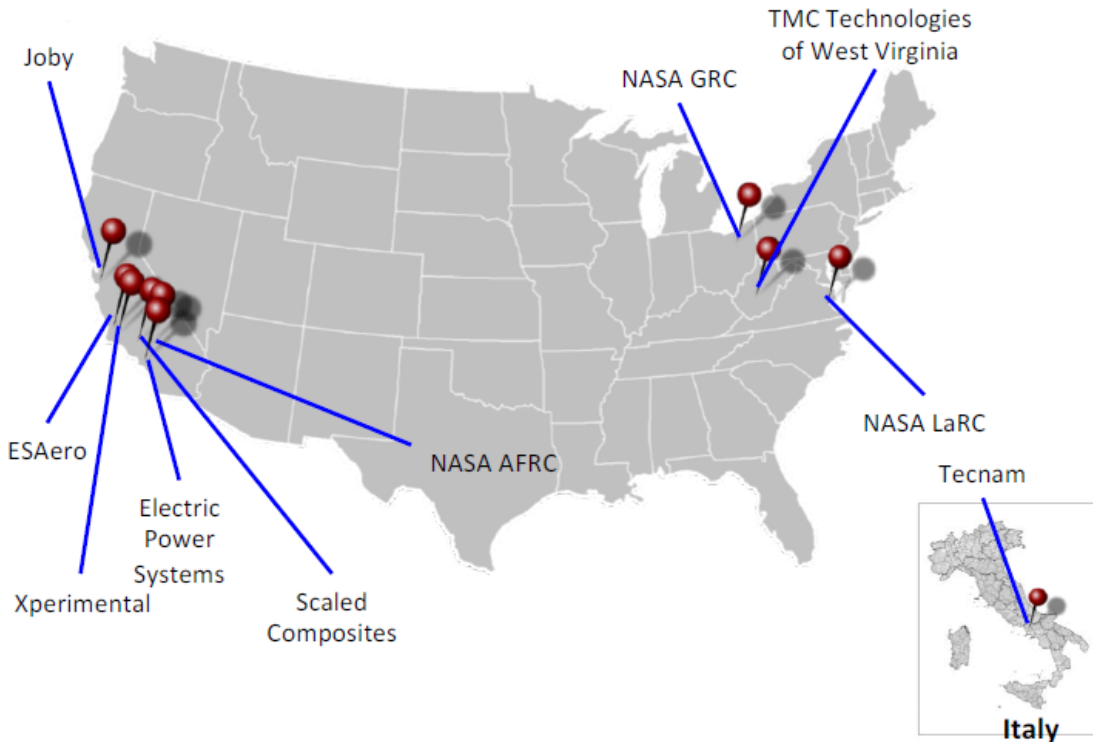 TMC Technologies
of West Virginia
Joby
NASA GRC
NASA LaRC
ESAero
NASA AFRC
Tecnam
Electric
Power
Systems
Xperimental
Scaled
Composites
Italy